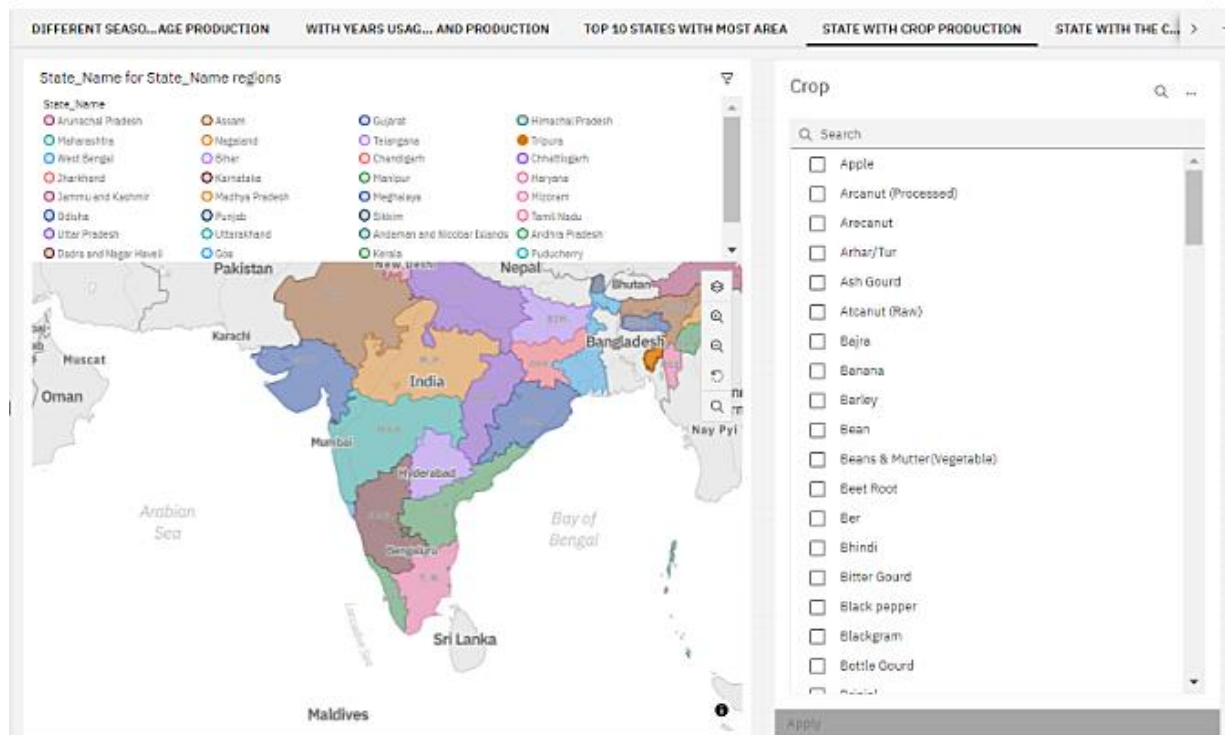 DIFFERENT SEASO...AGE PRODUCTION WITH YEARS USAG... AND PRODUCTION TOP 10 STATES WITH MOST AREA STATE WITH CROP PRODUCTION STATE WITH THE C...
State_Name for State_Name regions
State_Name
Arunachal Pradesh Assam Gujarat Himachal Pradesh
Maharashtra Nagaland Telangana Tripura
West Bengal Bihar Chandigarh Chhattisgarh
Jharkhand Karnataka Manipur Haryana
Jammu and Kashmir Madhya Pradesh Meghalaya Mizoram
Odisha Punjab Sikkim Tamil Nadu
Uttar Pradesh Uttarakhand Andaman and Nicobar Islands Andhra Pradesh
Dadra and Nagar Haveli Goa Kerala Puducherry
Pakistan
New Delhi
Nepal
Bhutan
Karachi
Bangladesh
Muscat
India
Oman
Nay Pyi
Mumbai
Hyderabad
Arabian
Sea
Bay of
Bengal
Bengaluru
Sri Lanka
Maldives
Crop
Search
Apple
Arcanut (Processed)
Arecanut
Arhar/Tur
Ash Gourd
Atcanut (Raw)
Bajra
Banana
Barley
Bean
Beans & Mutter(Vegetable)
Beet Root
Ber
Bhindi
Bitter Gourd
Black pepper
Blackgram
Bottle Gourd
Apply